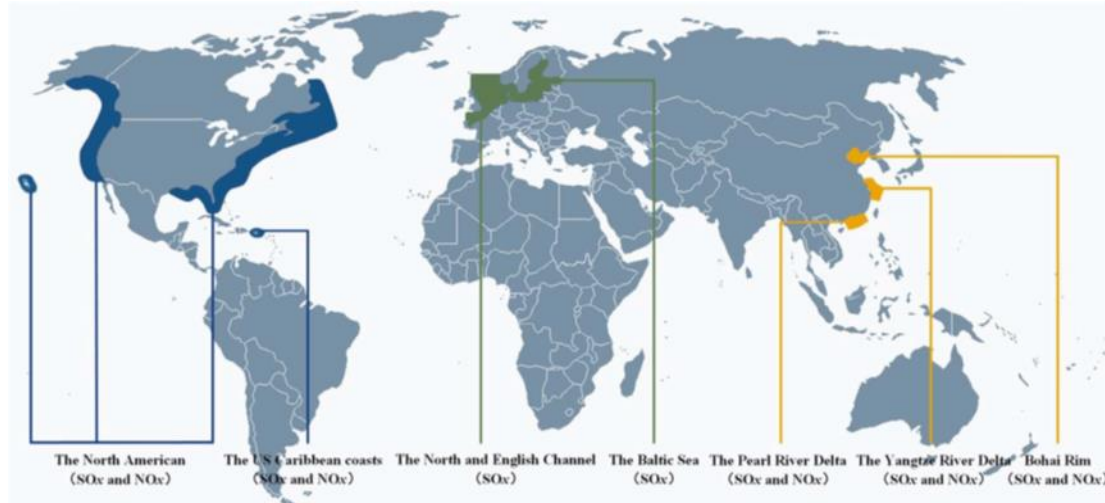 The North American
(SOx and NOx)
The US Caribbean coasts
(SOx and NOx)
The North and English Channel
(SOx)
The Baltic Sea
(SOx)
The Pearl River Delta
(SOx and NOx)
The Yangtze River Delta
(SOx and NOx)
Bohai Rim
(SOx and NOx)